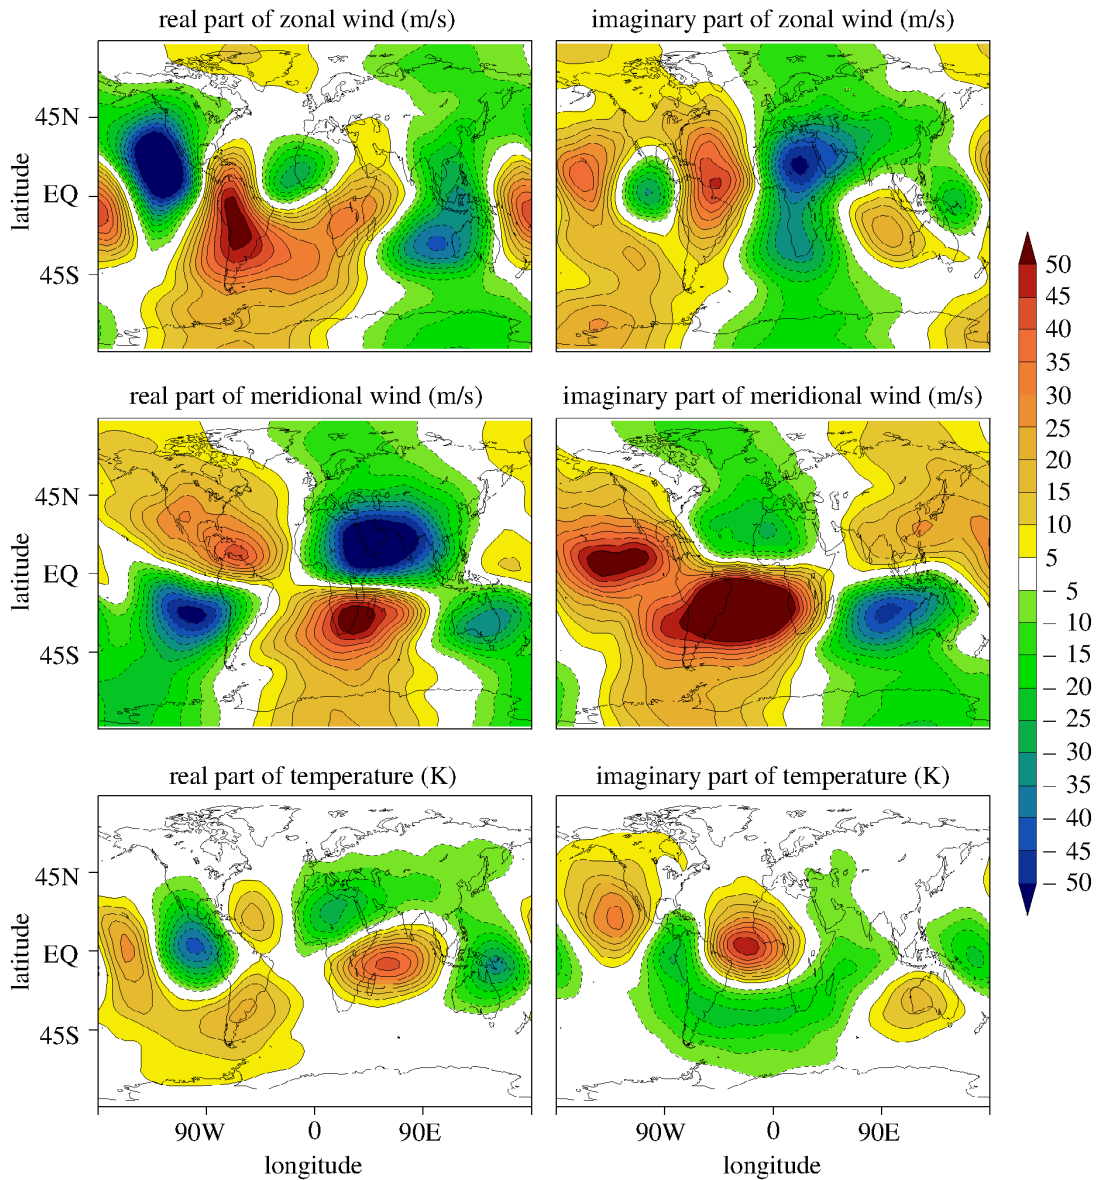 real part of zonal wind (m/s)
imaginary part of zonal wind (m/s)
45N
EQ
45S
latitude
real part of meridional wind (m/s)
imaginary part of meridional wind (m/s)
45N
EQ
45S
latitude
real part of temperature (K)
imaginary part of temperature (K)
45N
EQ
45S
latitude
90W
0
90E
longitude
90W
0
90E
longitude
50
45
40
35
30
25
20
15
10
5
– 5
– 10
– 15
– 20
– 25
– 30
– 35
– 40
– 45
– 50